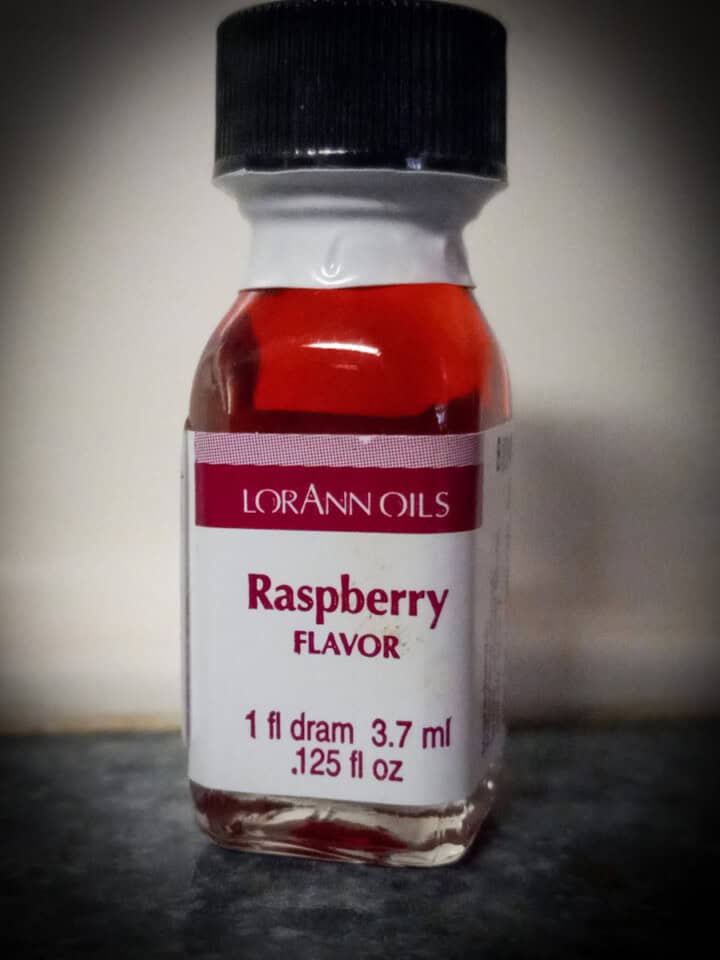 LORANN OILS
Raspberry
FLAVOR
1 fl dram 3.7 ml
.125 fl oz